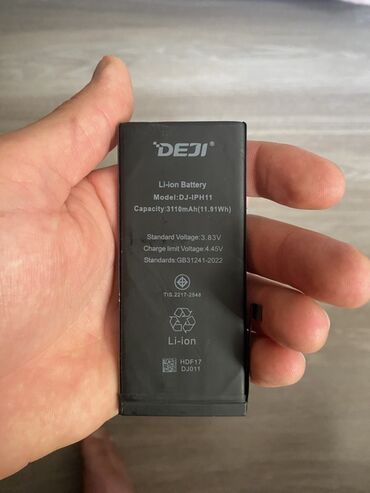 DEJI®
Li-ion Battery
Model:DJ-IPH11
Capacity:3110mAh(11.91Wh)
Standard Voltage:3.83V
Charge limit Voltage:4.45V
Standards:GB31241-2022
TIS.2217-2548
Li-ion
HDF17
DJ011